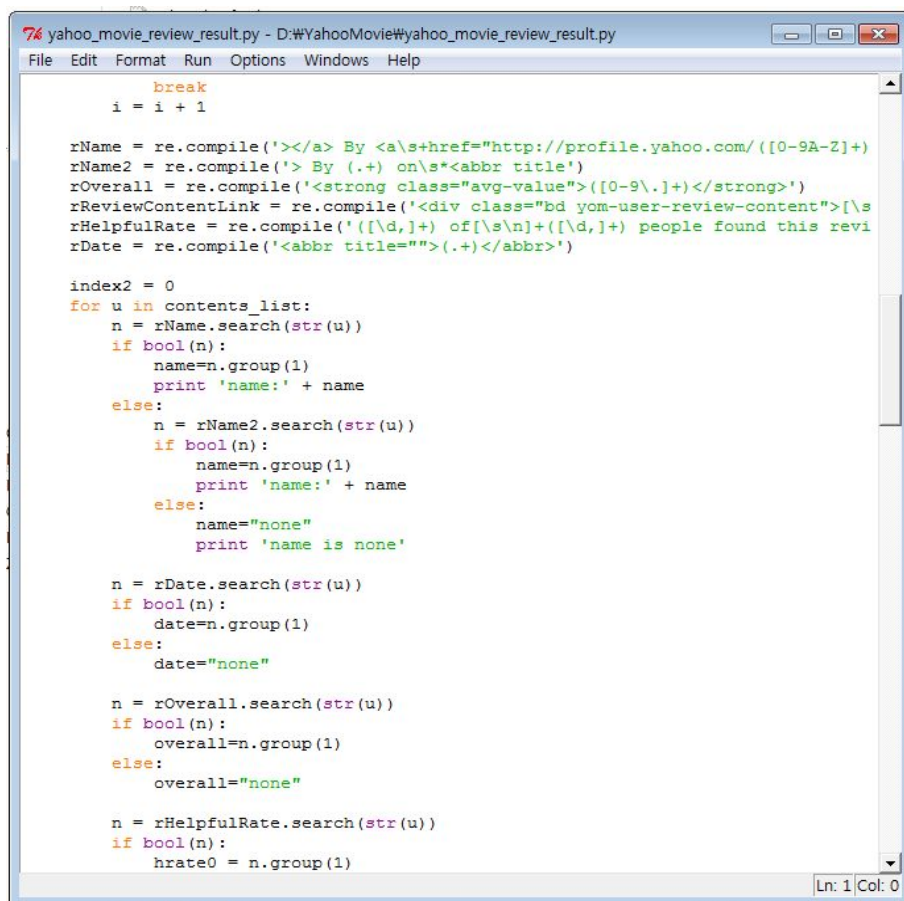 yahoo_movie_review_result.py - D:₩YahooMovie₩yahoo_movie_review_result.py
File Edit Format Run Options Windows Help
            break
        i = i + 1

    rName = re.compile('></a> By <a\s+href="http://profile.yahoo.com/([0-9A-Z]+)
    rName2 = re.compile('> By (.+) on\s*<abbr title')
    rOverall = re.compile('<strong class="avg-value">([0-9\.]+)</strong>')
    rReviewContentLink = re.compile('<div class="bd yom-user-review-content">[\s
    rHelpfulRate = re.compile('([\d,]+) of[\s\n]+([\d,]+) people found this revi
    rDate = re.compile('<abbr title="">(.+)</abbr>')

    index2 = 0
    for u in contents_list:
        n = rName.search(str(u))
        if bool(n):
            name=n.group(1)
            print 'name:' + name
        else:
            n = rName2.search(str(u))
            if bool(n):
                name=n.group(1)
                print 'name:' + name
            else:
                name="none"
                print 'name is none'

        n = rDate.search(str(u))
        if bool(n):
            date=n.group(1)
        else:
            date="none"

        n = rOverall.search(str(u))
        if bool(n):
            overall=n.group(1)
        else:
            overall="none"

        n = rHelpfulRate.search(str(u))
        if bool(n):
            hrate0 = n.group(1)
Ln: 1 Col: 0